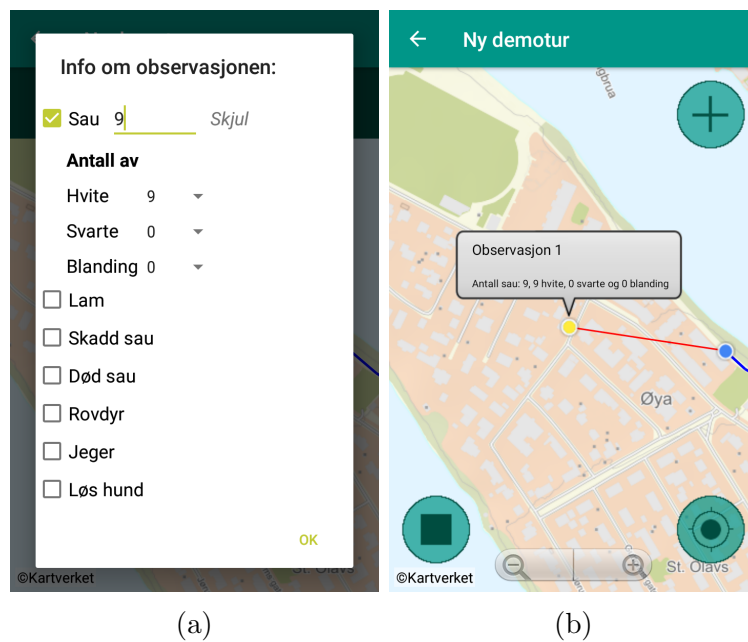 Info om observasjonen:
Sau 9 Skjul
Antall av
Hvite 9
Svarte 0
Blanding 0
Lam
Skadd sau
Død sau
Rovdyr
Jeger
Løs hund
OK
©Kartverket
St. Olavs
(a)
Ny demotur
Observasjon 1
Antall sau: 9, 9 hvite, 0 svarte og 0 blanding
Øya
St. Olavs
©Kartverket
(b)